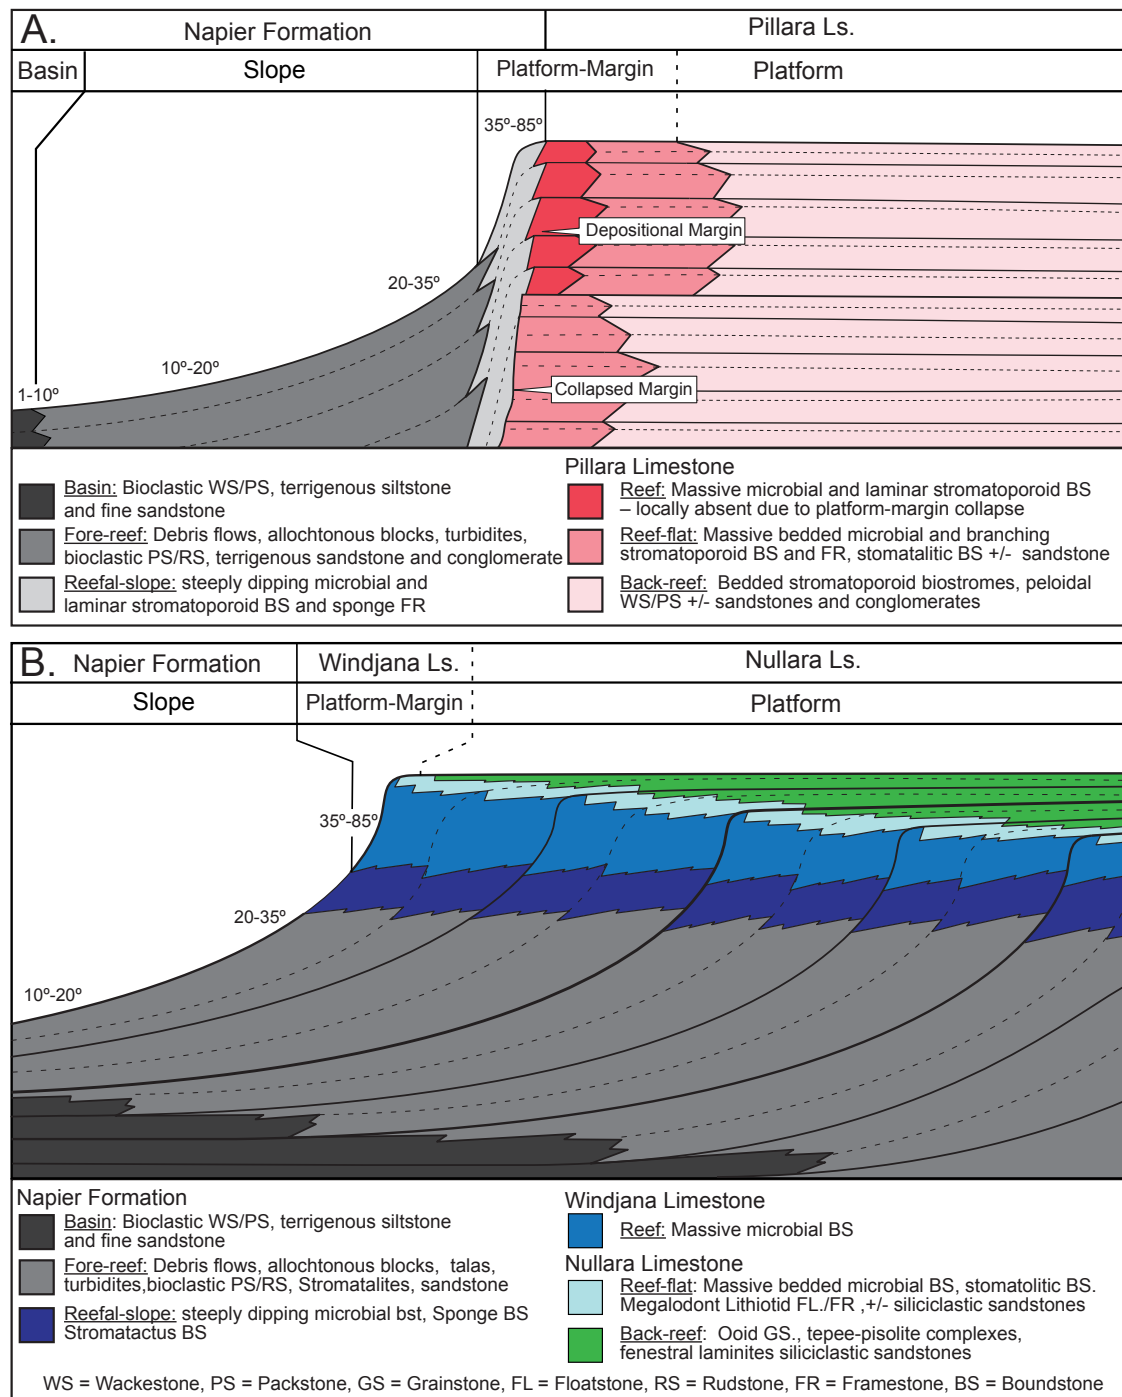 A.
Napier Formation
Pillara Ls.
Basin
Slope
Platform-Margin
Platform
35º-85º
Depositional Margin
20-35º
10º-20º
1-10º
Collapsed Margin
Basin: Bioclastic WS/PS, terrigenous siltstone
and fine sandstone
Fore-reef: Debris flows, allochtonous blocks, turbidites,
bioclastic PS/RS, terrigenous sandstone and conglomerate
Reefal-slope: steeply dipping microbial and
laminar stromatoporoid BS and sponge FR
Pillara Limestone
Reef: Massive microbial and laminar stromatoporoid BS
– locally absent due to platform-margin collapse
Reef-flat: Massive bedded microbial and branching
stromatoporoid BS and FR, stomatalitic BS +/- sandstone
Back-reef: Bedded stromatoporoid biostromes, peloidal
WS/PS +/- sandstones and conglomerates
B.
Napier Formation
Windjana Ls.
Nullara Ls.
Slope
Platform-Margin
Platform
35º-85º
20-35º
10º-20º
Napier Formation
Basin: Bioclastic WS/PS, terrigenous siltstone
and fine sandstone
Fore-reef: Debris flows, allochtonous blocks, talas,
turbidites,bioclastic PS/RS, Stromatalites, sandstone
Reefal-slope: steeply dipping microbial bst, Sponge BS
Stromatactus BS
Windjana Limestone
Reef: Massive microbial BS
Nullara Limestone
Reef-flat: Massive bedded microbial BS, stomatolitic BS.
Megalodont Lithiotid FL./FR ,+/- siliciclastic sandstones
Back-reef: Ooid GS., tepee-pisolite complexes,
fenestral laminites siliciclastic sandstones
WS = Wackestone, PS = Packstone, GS = Grainstone, FL = Floatstone, RS = Rudstone, FR = Framestone, BS = Boundstone